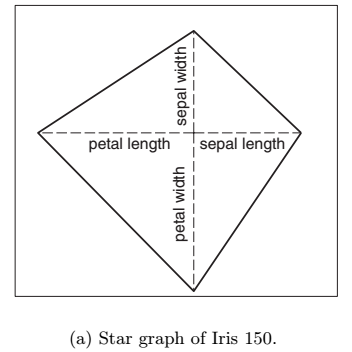 sepal width
petal length
sepal length
petal width
(a) Star graph of Iris 150.